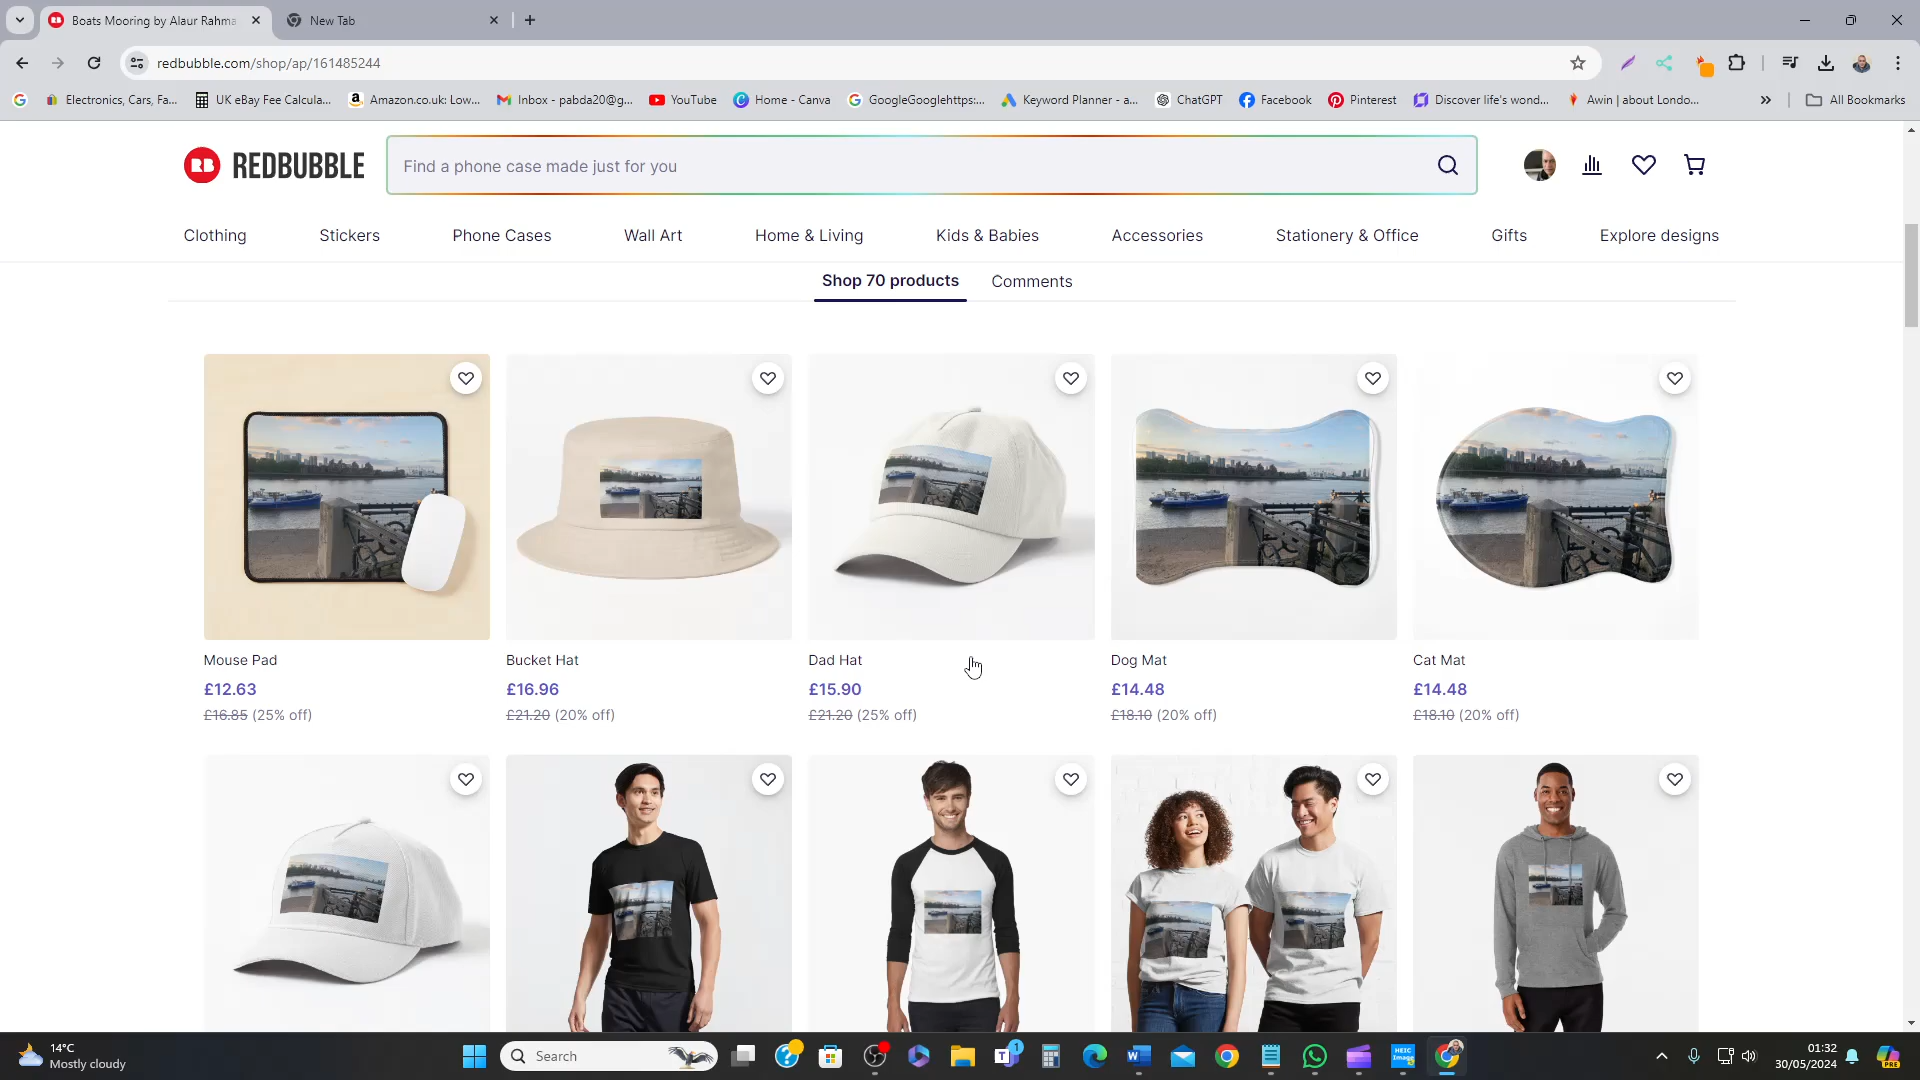 Boats Mooring by Alaur Rahma
New Tab
redbubble.com/shop/ap/161485244
Electronics, Cars, Fa...
UK eBay Fee Calcula...
Amazon.co.uk: Low...
Inbox - pabda20@g...
YouTube
Home - Canva
GoogleGooglehttps:...
Keyword Planner - a...
ChatGPT
Facebook
Pinterest
Discover life's wond...
Awin | about Londo...
All Bookmarks
RB REDBUBBLE
Find a phone case made just for you
Clothing
Stickers
Phone Cases
Wall Art
Home & Living
Kids & Babies
Accessories
Stationery & Office
Gifts
Explore designs
Shop 70 products
Comments
Mouse Pad
£12.63
£16.85 (25% off)
Bucket Hat
£16.96
£21.20 (20% off)
Dad Hat
£15.90
£21.20 (25% off)
Dog Mat
£14.48
£18.10 (20% off)
Cat Mat
£14.48
£18.10 (20% off)
14°C
Mostly cloudy
Search
1
HEIC
01:32
30/05/2024
PRE